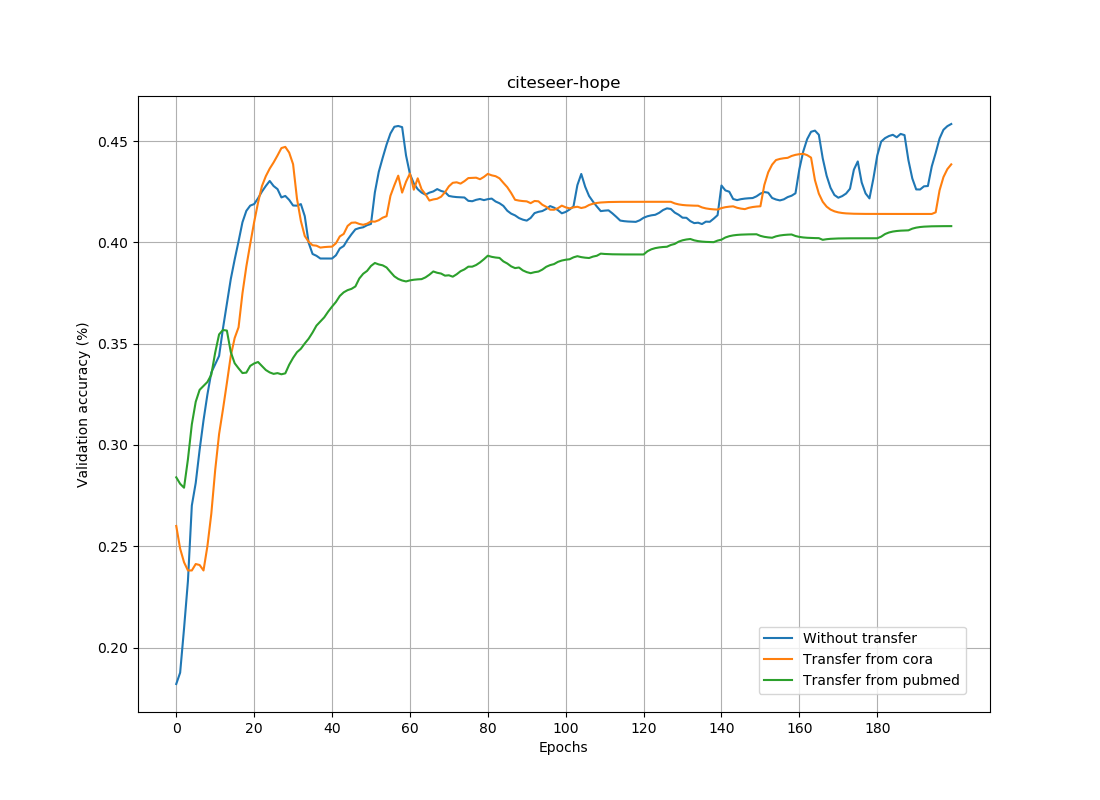 citeseer-hope
Validation accuracy (%)
0.45
0.40
0.35
0.30
0.25
0.20
Without transfer
Transfer from cora
Transfer from pubmed
0 20 40 60 80 100 120 140 160 180
Epochs